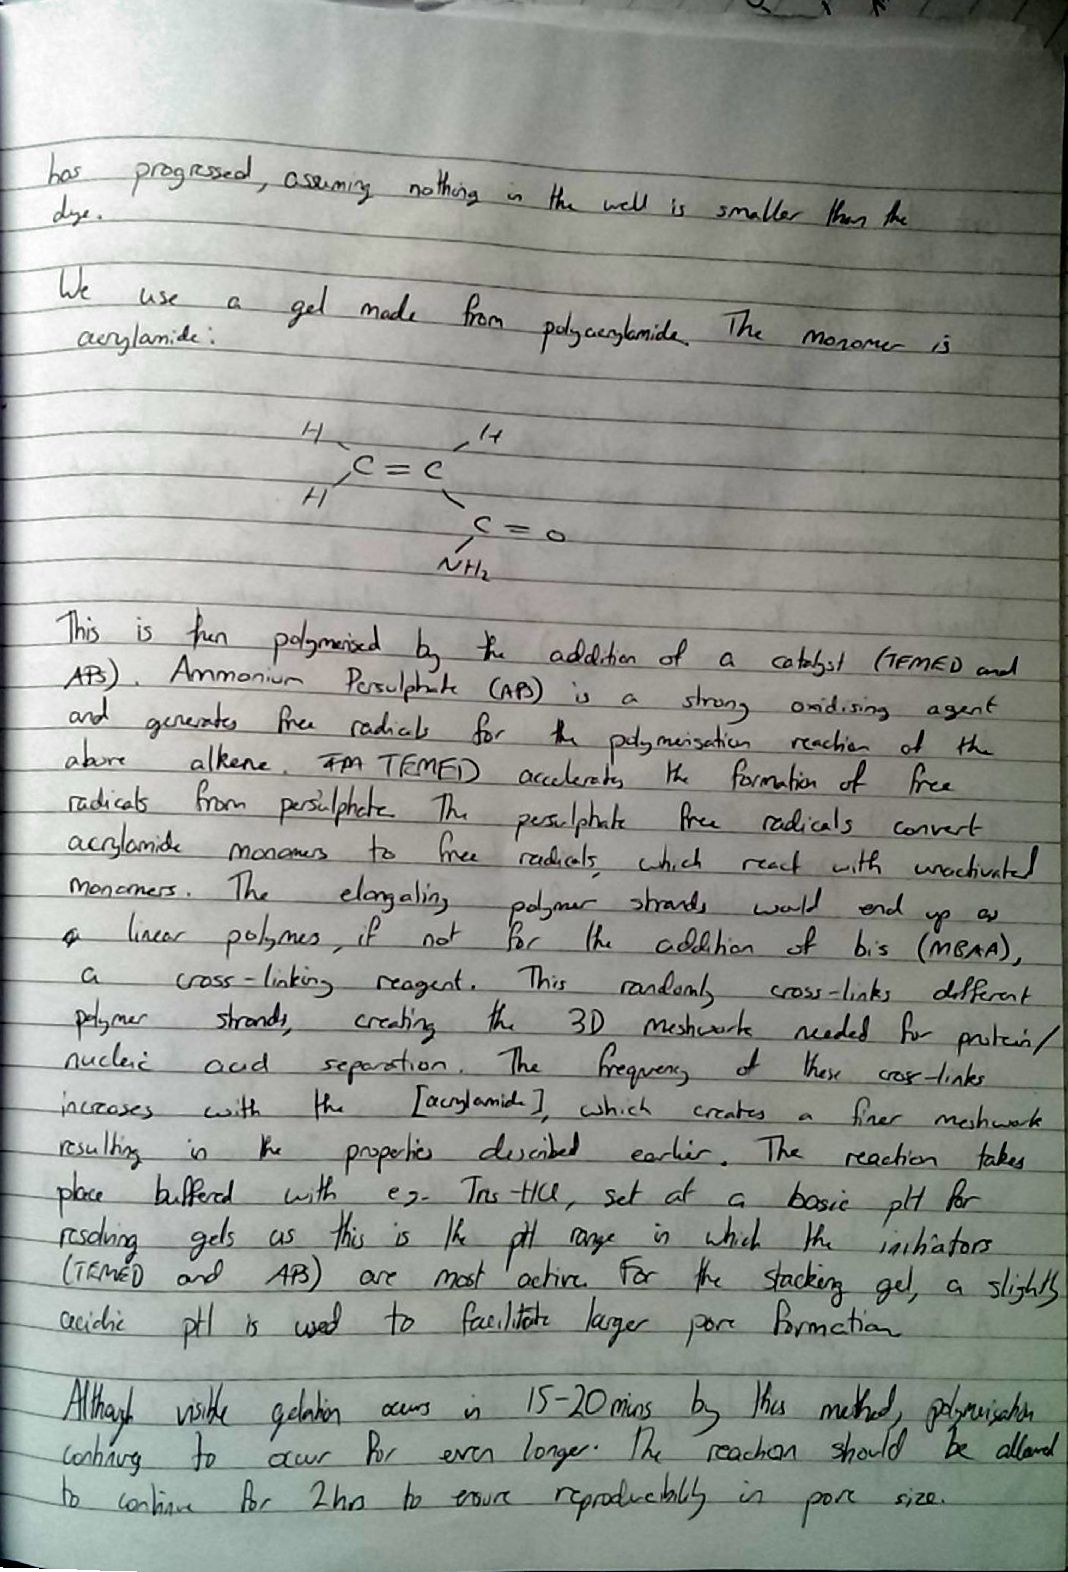 has progressed, assuming nothing in the well is smaller than the
dye.
We use a gel made from polyacrylamide. The monomer is
acrylamide:
H H
C = C
H
C = O
NH2
This is then polymerised by the addition of a catalyst (TEMED and
APS). Ammonium Persulphate (APS) is a strong oxidising agent
and generates free radicals for the polymerisation reaction of the
above alkene. TEMED accelerates the formation of free
radicals from persulphate. The persulphate free radicals convert
acrylamide monomers to free radicals, which react with unactivated
monomers. The elongating polymer strands would end up as
linear polymers, if not for the addition of bis (MBAA),
a cross-linking reagent. This randomly cross-links different
polymer strands, creating the 3D meshwork needed for protein/
nucleic acid separation. The frequency of these cross-links
increases with the [acrylamide], which creates a finer meshwork
resulting in the properties described earlier. The reaction takes
place buffered with eg. Tris-HCl, set at a basic pH for
resolving gels as this is the pH range in which the initiators
(TEMED and APS) are most active. For the stacking gel, a slightly
acidic pH is used to facilitate larger pore formation
Although visible gelation occurs in 15-20 mins by this method, polymerisation
to occur for even longer. The reaction should be allowed
to continue for 2hrs to ensure reproducibility in pore size.